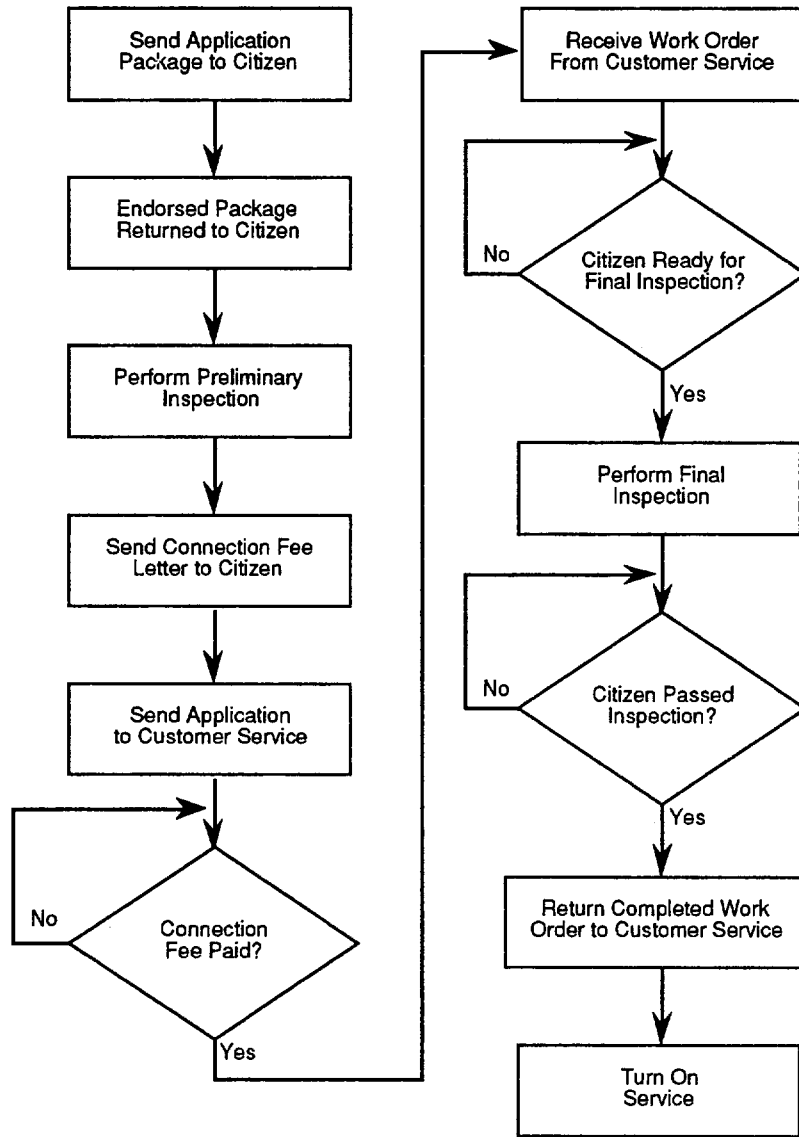 Send Application
Package to Citizen
Endorsed Package
Returned to Citizen
Perform Preliminary
Inspection
Send Connection Fee
Letter to Citizen
Send Application
to Customer Service
No
Connection
Fee Paid?
Yes
Receive Work Order
From Customer Service
No
Citizen Ready for
Final Inspection?
Yes
Perform Final
Inspection
No
Citizen Passed
Inspection?
Yes
Return Completed Work
Order to Customer Service
Turn On
Service